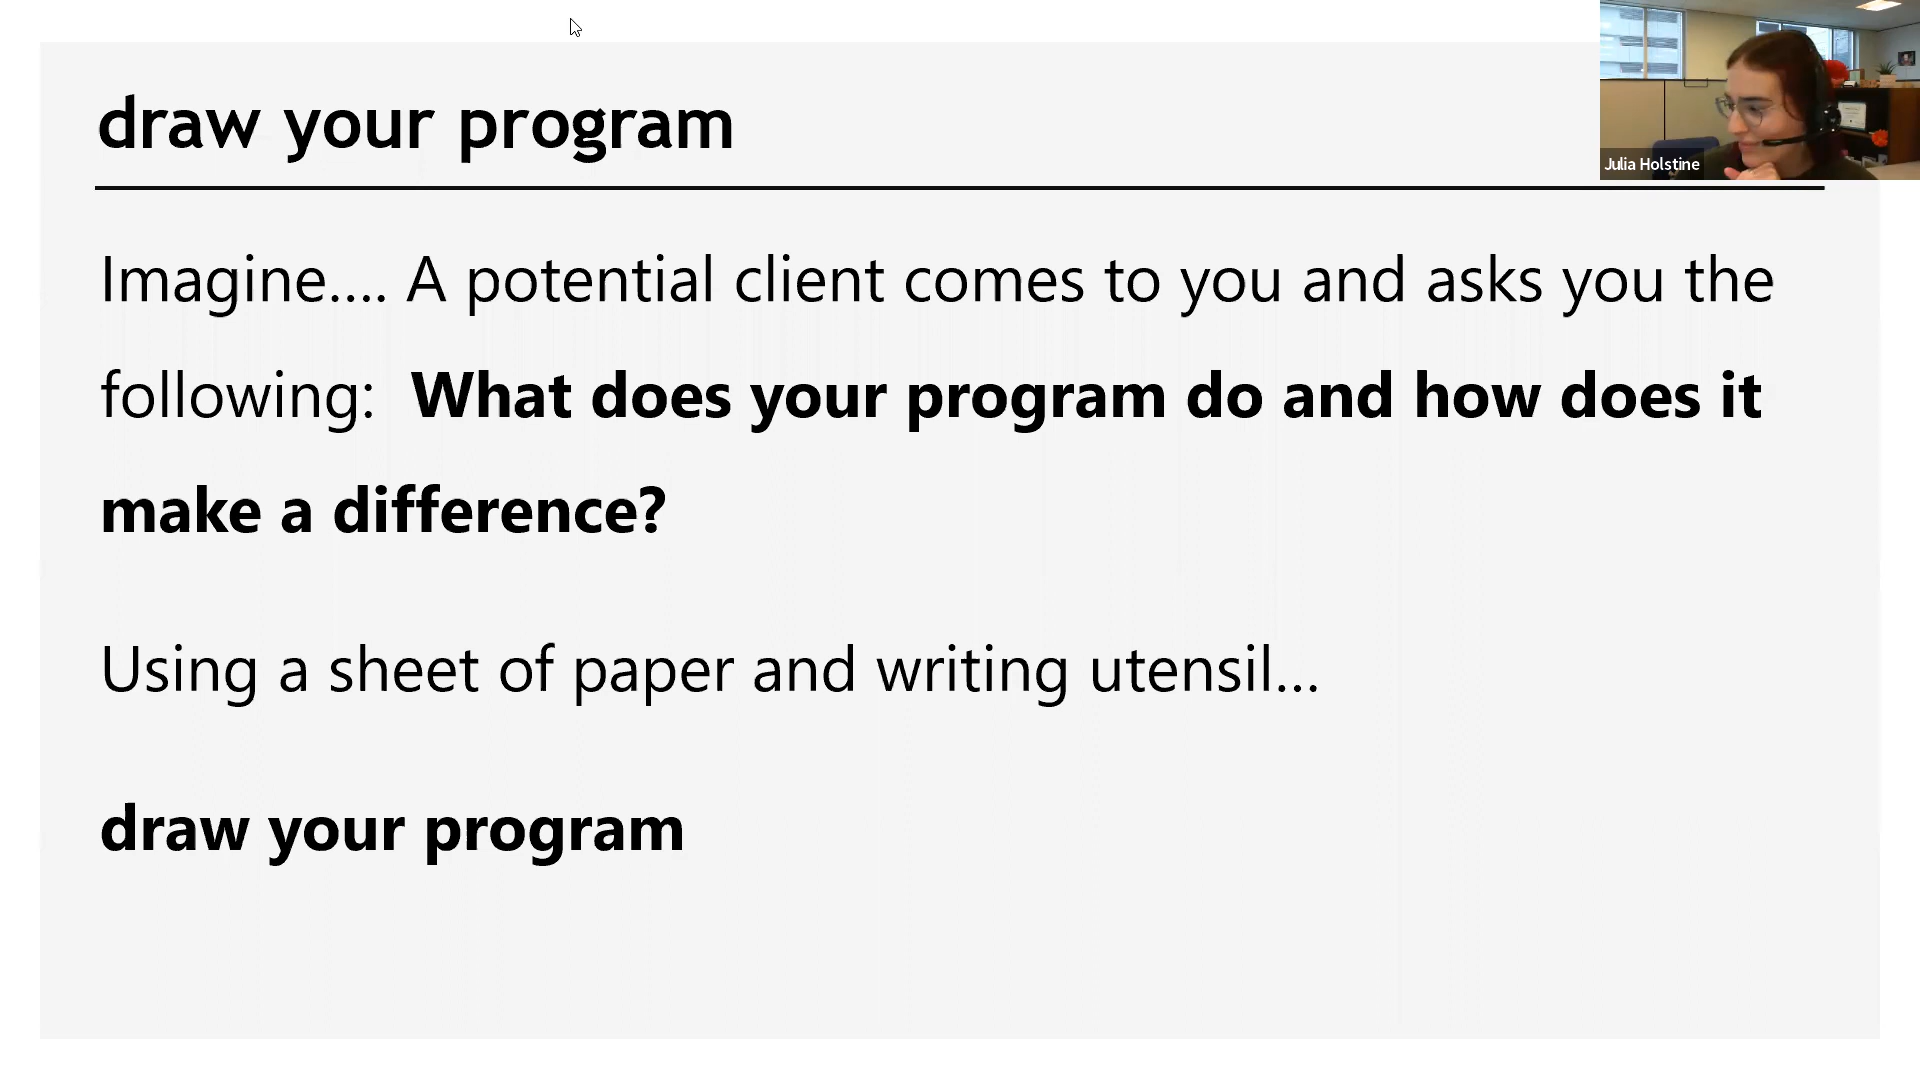 draw your program
Julia Holstine
Imagine.... A potential client comes to you and asks you the
following: What does your program do and how does it
make a difference?
Using a sheet of paper and writing utensil...
draw your program